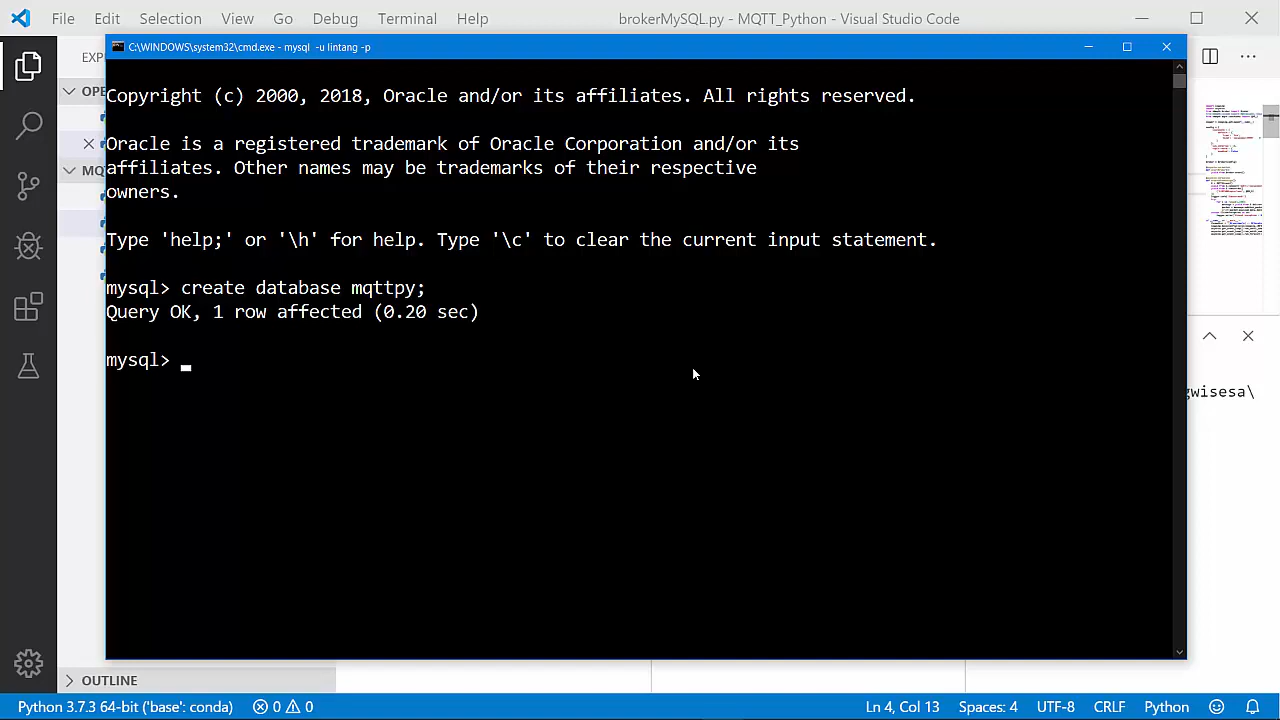 File Edit Selection View Go Debug Terminal Help brokerMySQL.py - MQTT_Python - Visual Studio Code
C:\WINDOWS\system32\cmd.exe - mysql -u lintang -p
EXP
OPE
MQ
Copyright (c) 2000, 2018, Oracle and/or its affiliates. All rights reserved.
Oracle is a registered trademark of Oracle Corporation and/or its
affiliates. Other names may be trademarks of their respective
owners.
Type 'help;' or '\h' for help. Type '\c' to clear the current input statement.
mysql> create database mqttpy;
Query OK, 1 row affected (0.20 sec)
mysql>
gwisesa\
OUTLINE
Python 3.7.3 64-bit ('base': conda) 0 0 Ln 4, Col 13 Spaces: 4 UTF-8 CRLF Python